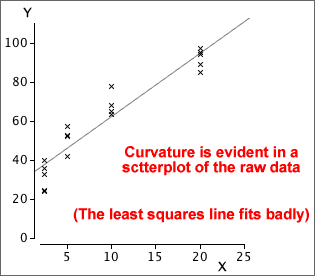 Y
100
80
60
40
20
0
Curvature is evident in a
sctterplot of the raw data
(The least squares line fits badly)
5
10
15
20
25
X